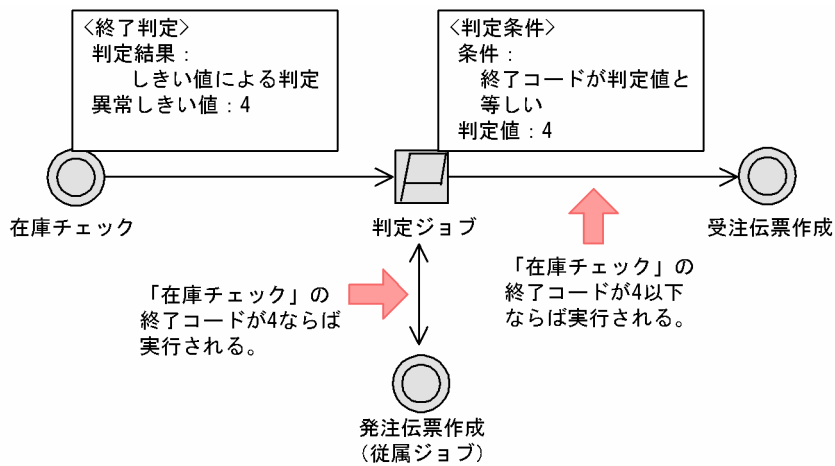 <終了判定>
判定結果:
しきい値による判定
異常しきい値:4
<判定条件>
条件:
終了コードが判定値と
等しい
判定値:4
在庫チェック
判定ジョブ
受注伝票作成
「在庫チェック」の
終了コードが4ならば
実行される。
「在庫チェック」の
終了コードが4以下
ならば実行される。
発注伝票作成
(従属ジョブ)